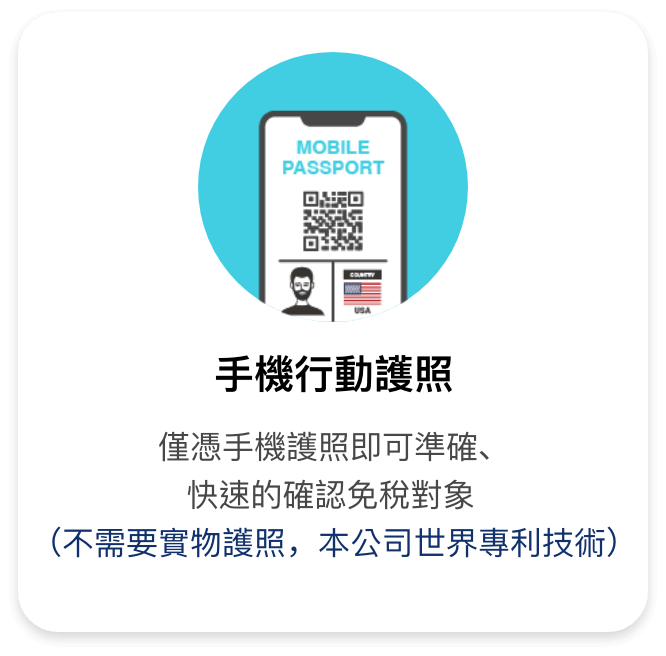 MOBILE
PASSPORT
COUNTRY
USA
手機行動護照
僅憑手機護照即可準確、
快速的確認免稅對象
（不需要實物護照，本公司世界專利技術）